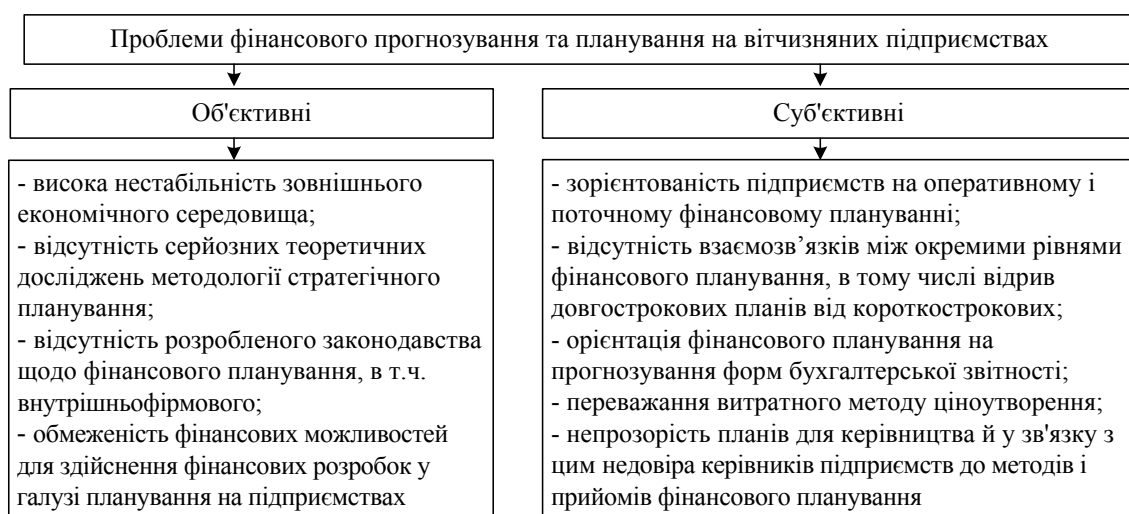 Проблеми фінансового прогнозування та планування на вітчизняних підприємствах
Об'єктивні
- висока нестабільність зовнішнього
економічного середовища;
- відсутність серйозних теоретичних
досліджень методології стратегічного
планування;
- відсутність розробленого законодавства
щодо фінансового планування, в т.ч.
внутрішньофірмового;
- обмеженість фінансових можливостей
для здійснення фінансових розробок у
галузі планування на підприємствах
Суб'єктивні
- зорієнтованість підприємств на оперативному і
поточному фінансовому плануванні;
- відсутність взаємозв’язків між окремими рівнями
фінансового планування, в тому числі відрив
довгострокових планів від короткострокових;
- орієнтація фінансового планування на
прогнозування форм бухгалтерської звітності;
- переважання витратного методу ціноутворення;
- непрозорість планів для керівництва й у зв'язку з
цим недовіра керівників підприємств до методів і
прийомів фінансового планування